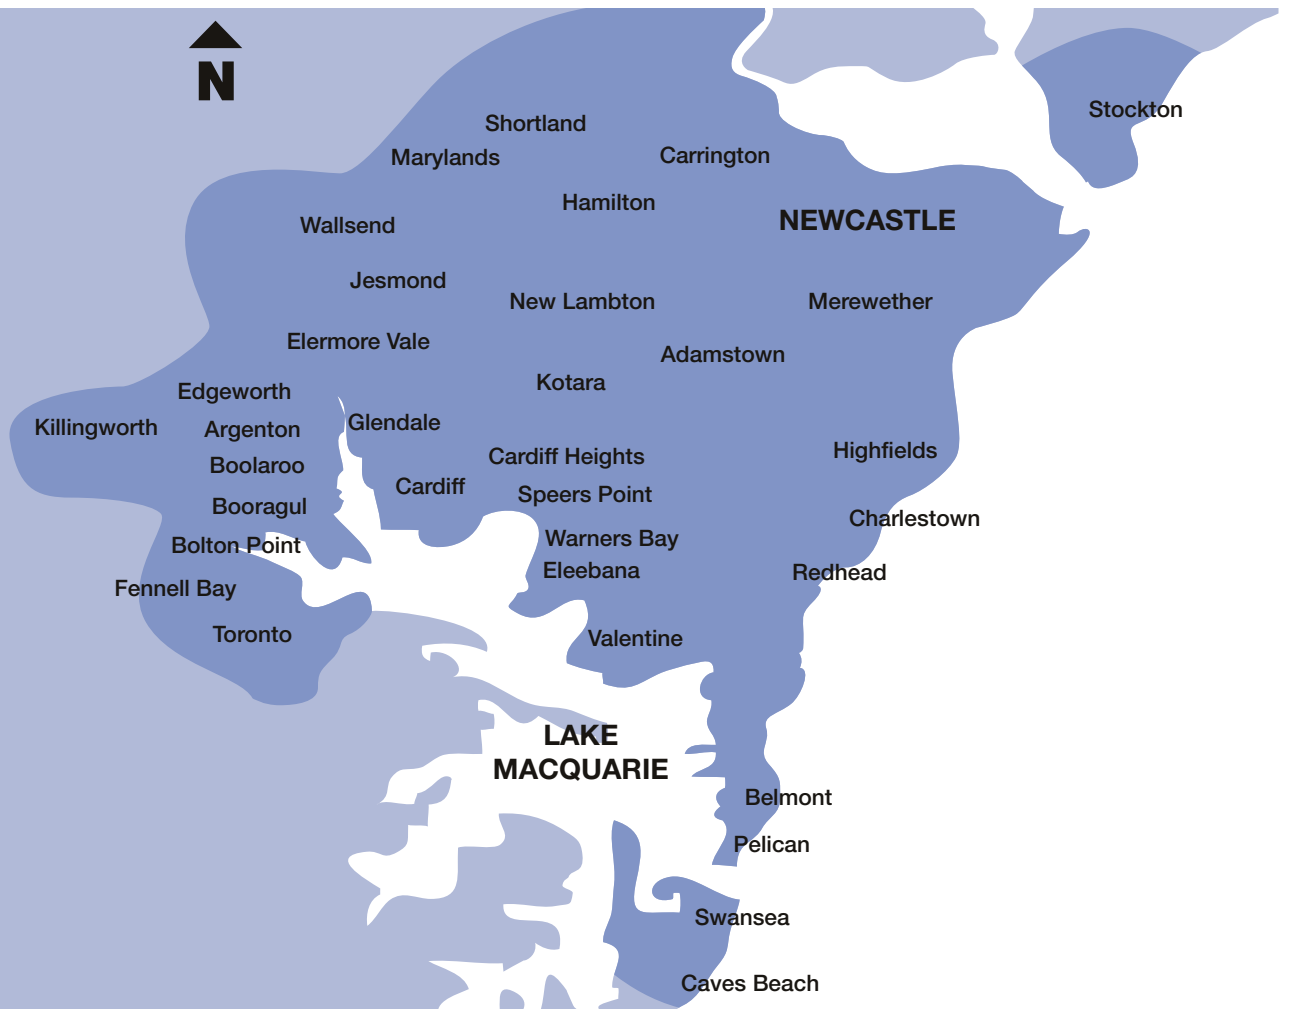 N
Stockton
Shortland
Marylands
Carrington
Hamilton
NEWCASTLE
Wallsend
Jesmond
New Lambton
Merewether
Elermore Vale
Adamstown
Kotara
Edgeworth
Killingworth
Argenton
Glendale
Highfields
Cardiff Heights
Boolaroo
Cardiff
Speers Point
Booragul
Charlestown
Warners Bay
Bolton Point
Eleebana
Redhead
Fennell Bay
Toronto
Valentine
LAKE
MACQUARIE
Belmont
Pelican
Swansea
Caves Beach